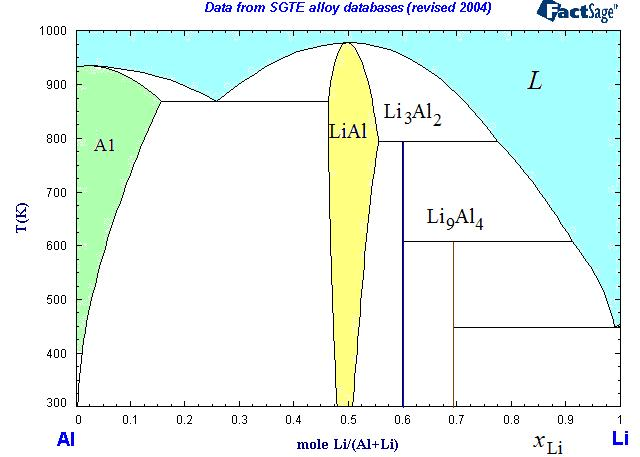 Data from SGTE alloy databases (revised 2004)
FactSage™
1000
900
800
700
600
500
400
300
T(K)
A1
LiAl
Li3Al2
Li9Al4
L
0
0.1
0.2
0.3
0.4
0.5
0.6
0.7
0.8
0.9
1
Al
mole Li/(Al+Li)
xLi
Li